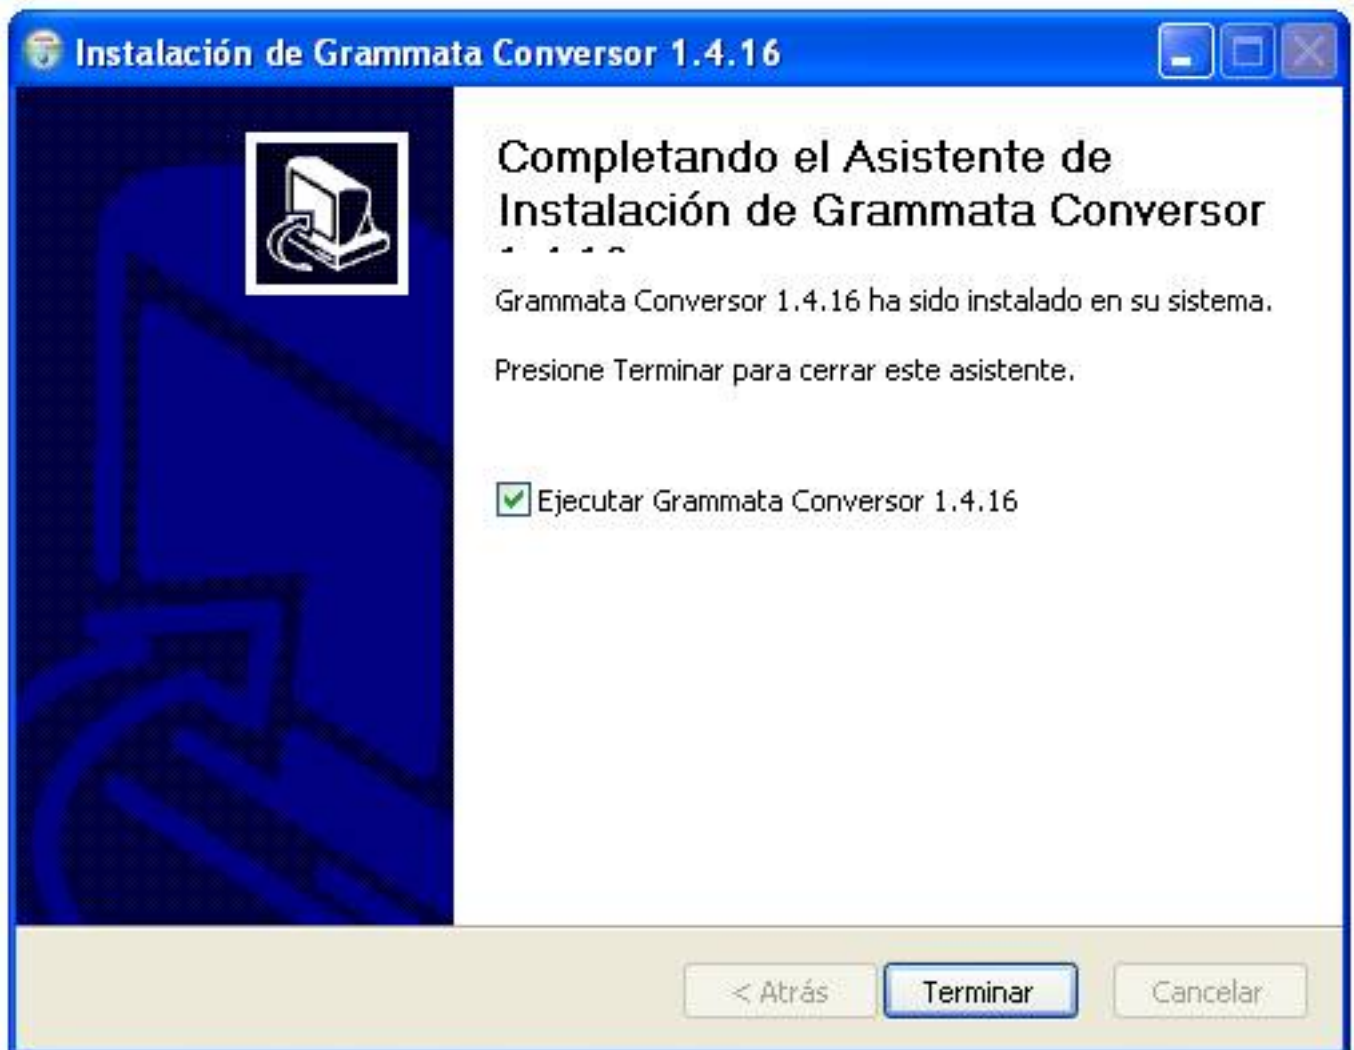 Instalación de Grammata Conversor 1.4.16
Completando el Asistente de
Instalación de Grammata Conversor
Grammata Conversor 1.4.16 ha sido instalado en su sistema.
Presione Terminar para cerrar este asistente.
Ejecutar Grammata Conversor 1.4.16
< Atrás
Terminar
Cancelar